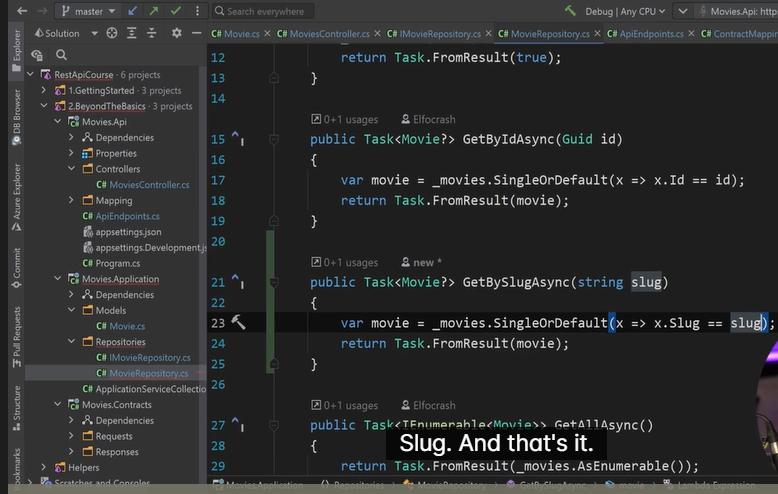 master
Search everywhere
Debug | Any CPU
Movies.Api: http
Solution
Movie.cs
MoviesController.cs
IMovieRepository.cs
MovieRepository.cs
ApiEndpoints.cs
ContractMapping
Explorer
DB Browser
Azure Explorer
Commit
Pull Requests
Structure
RestApiCourse · 6 projects
1.GettingStarted · 3 projects
2.BeyondTheBasics · 3 projects
Movies.Api
Dependencies
Properties
Controllers
MoviesController.cs
Mapping
ApiEndpoints.cs
appsettings.json
appsettings.Development.js
Program.cs
Movies.Application
Dependencies
Models
Movie.cs
Repositories
IMovieRepository.cs
MovieRepository.cs
ApplicationServiceCollectio
Movies.Contracts
Dependencies
Requests
Responses
Helpers
Scratches and Consoles
12 return Task.FromResult(true);
13 }
14
0+1 usages Elfocrash
15 public Task<Movie?> GetByIdAsync(Guid id)
16 {
17 var movie = _movies.SingleOrDefault(x => x.Id == id);
18 return Task.FromResult(movie);
19 }
20
0+1 usages new *
21 public Task<Movie?> GetBySlugAsync(string slug)
22 {
23 var movie = _movies.SingleOrDefault(x => x.Slug == slug);
24 return Task.FromResult(movie);
25 }
26
0+1 usages Elfocrash
27 public Task<IEnumerable<Movie>> GetAllAsync()
28 {
Slug. And that's it.
29 return Task.FromResult(_movies.AsEnumerable());
Movies.Application
Repositories
MovieRepository
GetBySlugAsync
movie
Lambda Expression